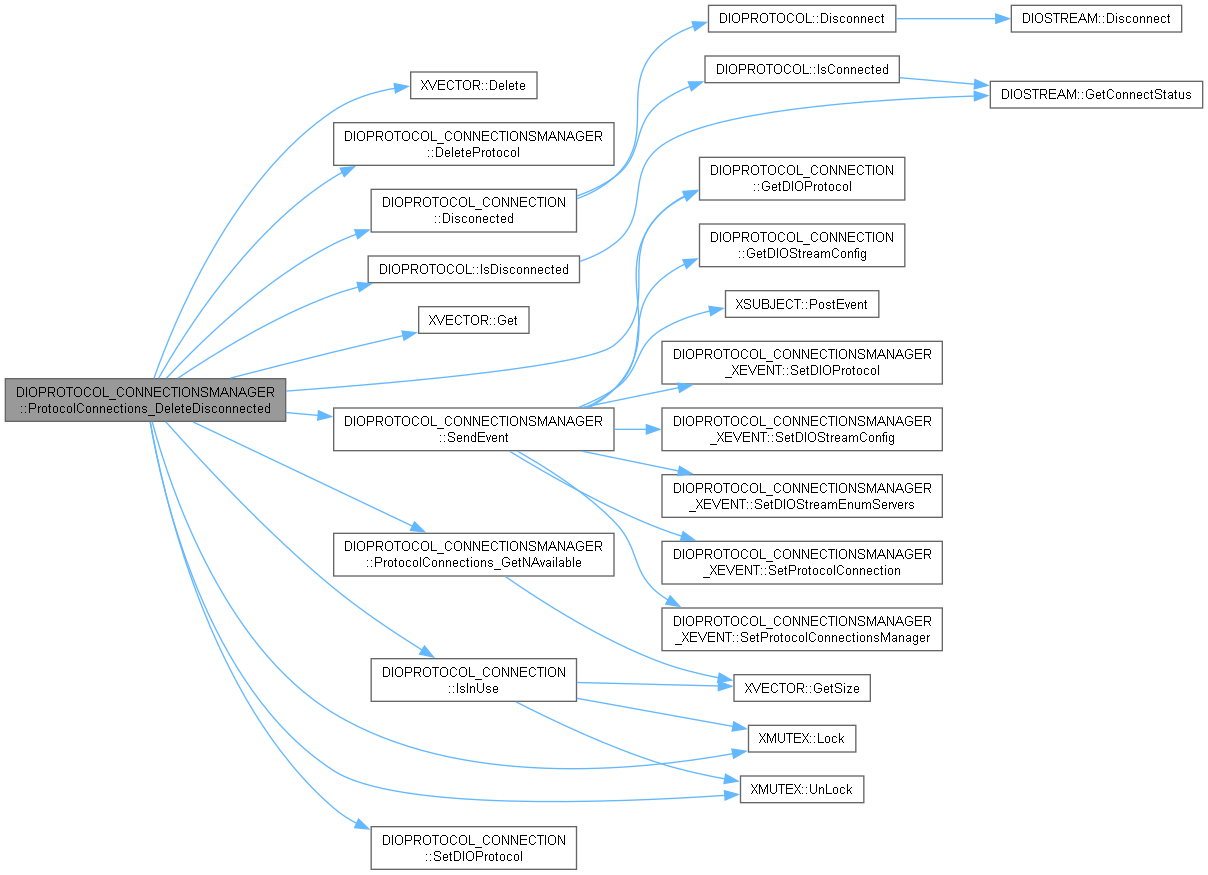 DIOPROTOCOL::Disconnect
DIOSTREAM::Disconnect
DIOPROTOCOL::IsConnected
XVECTOR::Delete
DIOSTREAM::GetConnectStatus
DIOPROTOCOL_CONNECTIONSMANAGER
::DeleteProtocol
DIOPROTOCOL_CONNECTION
::GetDIOProtocol
DIOPROTOCOL_CONNECTION
::Disconected
DIOPROTOCOL_CONNECTION
::GetDIOStreamConfig
DIOPROTOCOL::IsDisconnected
XSUBJECT::PostEvent
XVECTOR::Get
DIOPROTOCOL_CONNECTIONSMANAGER
_XEVENT::SetDIOProtocol
DIOPROTOCOL_CONNECTIONSMANAGER
::ProtocolConnections_DeleteDisconnected
DIOPROTOCOL_CONNECTIONSMANAGER
::SendEvent
DIOPROTOCOL_CONNECTIONSMANAGER
_XEVENT::SetDIOStreamConfig
DIOPROTOCOL_CONNECTIONSMANAGER
_XEVENT::SetDIOStreamEnumServers
DIOPROTOCOL_CONNECTIONSMANAGER
::ProtocolConnections_GetNAvailable
DIOPROTOCOL_CONNECTIONSMANAGER
_XEVENT::SetProtocolConnection
DIOPROTOCOL_CONNECTIONSMANAGER
_XEVENT::SetProtocolConnectionsManager
DIOPROTOCOL_CONNECTION
::IsInUse
XVECTOR::GetSize
XMUTEX::Lock
XMUTEX::UnLock
DIOPROTOCOL_CONNECTION
::SetDIOProtocol